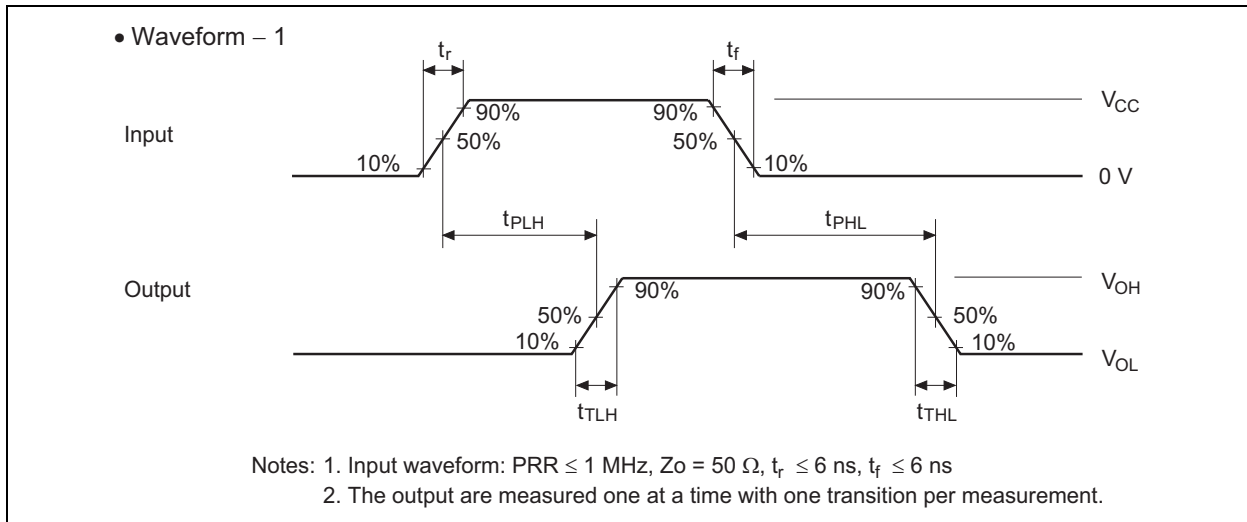 • Waveform – 1
tr
tf
Input
10%
50%
90%
90%
50%
10%
VCC
0 V
tPLH
tPHL
Output
10%
50%
90%
90%
50%
10%
VOH
VOL
tTLH
tTHL
Notes: 1. Input waveform: PRR ≤ 1 MHz, Zo = 50 Ω, tr ≤ 6 ns, tf ≤ 6 ns
2. The output are measured one at a time with one transition per measurement.